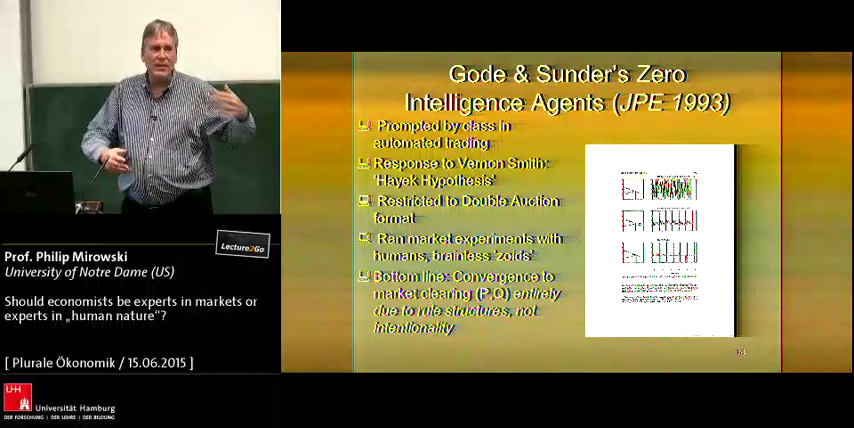 Gode & Sunder's Zero
Intelligence Agents (JPE 1993)
Prompted by class in
automated trading
Response to Vernon Smith:
'Hayek Hypothesis'
Restricted to Double Auction
format
Ran market experiments with
humans, brainless 'zoids'
Bottom line: Convergence to
market clearing (P,Q) entirely
due to rule structures, not
intentionality
18
Lecture2Go
Prof. Philip Mirowski
University of Notre Dame (US)
Should economists be experts in markets or
experts in „human nature“?
[ Plurale Ökonomik / 15.06.2015 ]
UH
Universität Hamburg
DER FORSCHUNG | DER LEHRE | DER BILDUNG